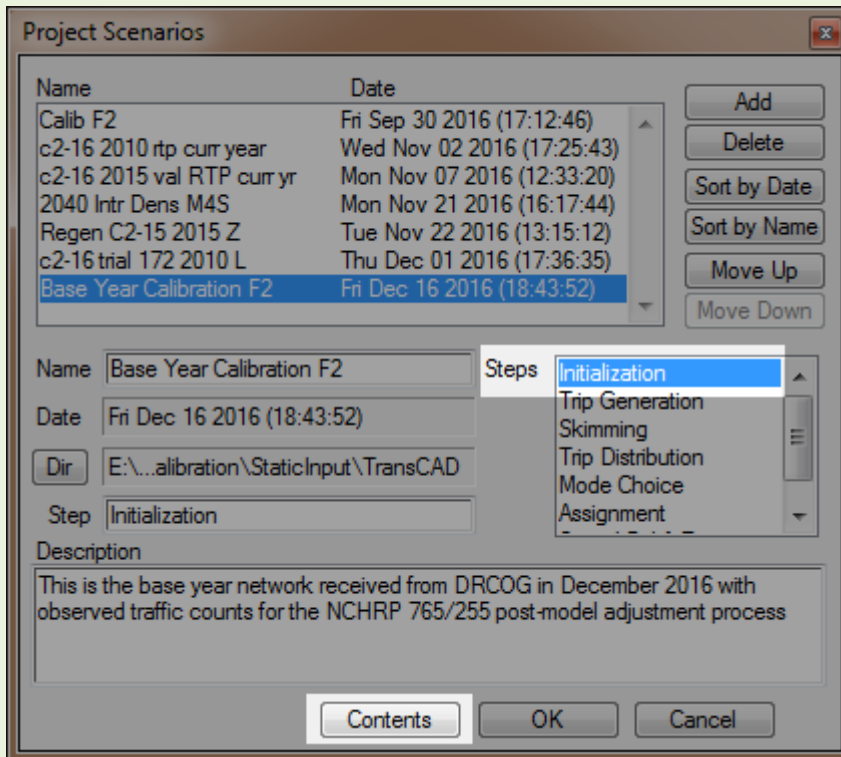 Project Scenarios
Name Date
Calib F2 Fri Sep 30 2016 (17:12:46)
c2-16 2010 rtp curr year Wed Nov 02 2016 (17:25:43)
c2-16 2015 val RTP curr yr Mon Nov 07 2016 (12:33:20)
2040 Intr Dens M4S Mon Nov 21 2016 (16:17:44)
Regen C2-15 2015 Z Tue Nov 22 2016 (13:15:12)
c2-16 trial 172 2010 L Thu Dec 01 2016 (17:36:35)
Base Year Calibration F2 Fri Dec 16 2016 (18:43:52)
Add
Delete
Sort by Date
Sort by Name
Move Up
Move Down
Name Base Year Calibration F2
Date Fri Dec 16 2016 (18:43:52)
Dir E:\...alibration\StaticInput\TransCAD
Step Initialization
Steps Initialization
Trip Generation
Skimming
Trip Distribution
Mode Choice
Assignment
Description
This is the base year network received from DRCOG in December 2016 with
observed traffic counts for the NCHRP 765/255 post-model adjustment process
Contents OK Cancel